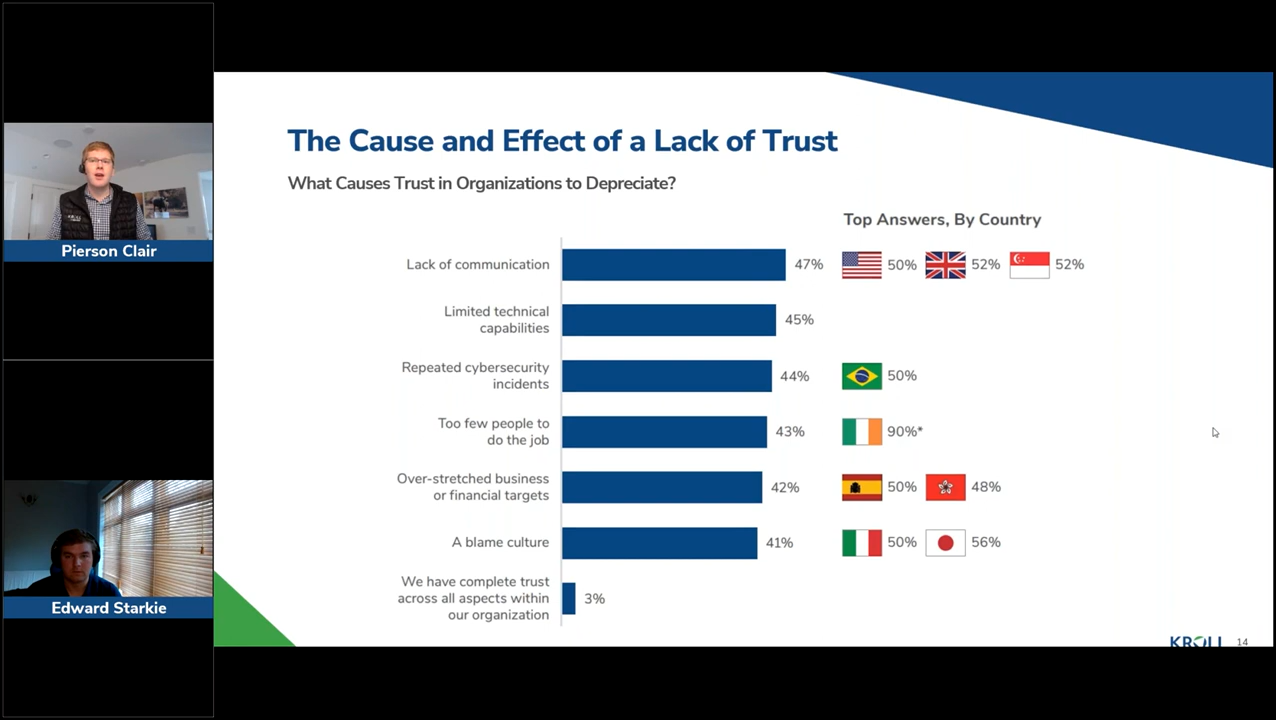 The Cause and Effect of a Lack of Trust
What Causes Trust in Organizations to Depreciate?
Top Answers, By Country
Lack of communication
47%
50%
52%
52%
Limited technical
capabilities
45%
Repeated cybersecurity
incidents
44%
50%
Too few people to
do the job
43%
90%*
Over-stretched business
or financial targets
42%
50%
48%
A blame culture
41%
50%
56%
We have complete trust
across all aspects within
our organization
3%
KROLL
14
Pierson Clair
Edward Starkie